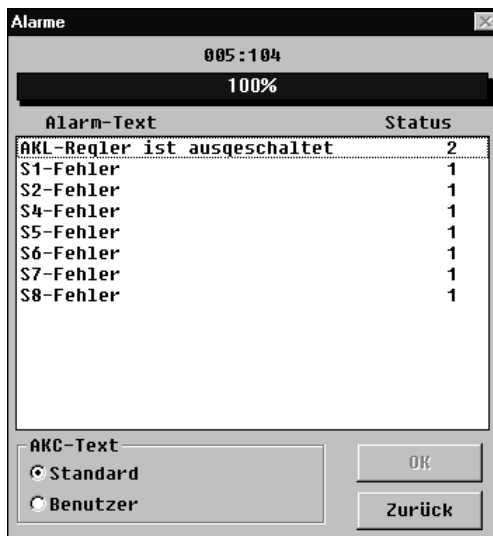 Alarme
005:104
100%
Alarm-Text Status
AKL-Regler ist ausgeschaltet 2
S1-Fehler 1
S2-Fehler 1
S4-Fehler 1
S5-Fehler 1
S6-Fehler 1
S7-Fehler 1
S8-Fehler 1
AKC-Text
Standard
Benutzer
OK
Zurück